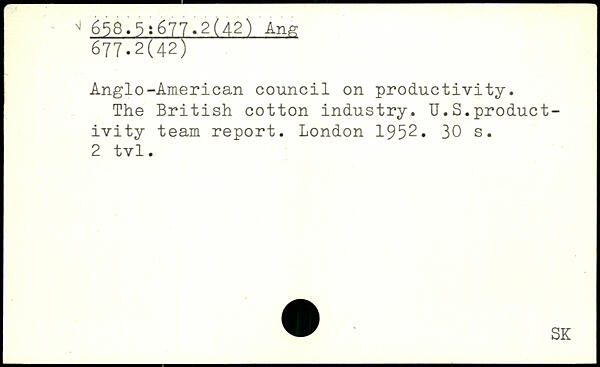 658.5:677.2(42) Ang
677.2(42)
Anglo-American council on productivity.
The British cotton industry. U.S.product-
ivity team report. London 1952. 30 s.
2 tvl.
SK